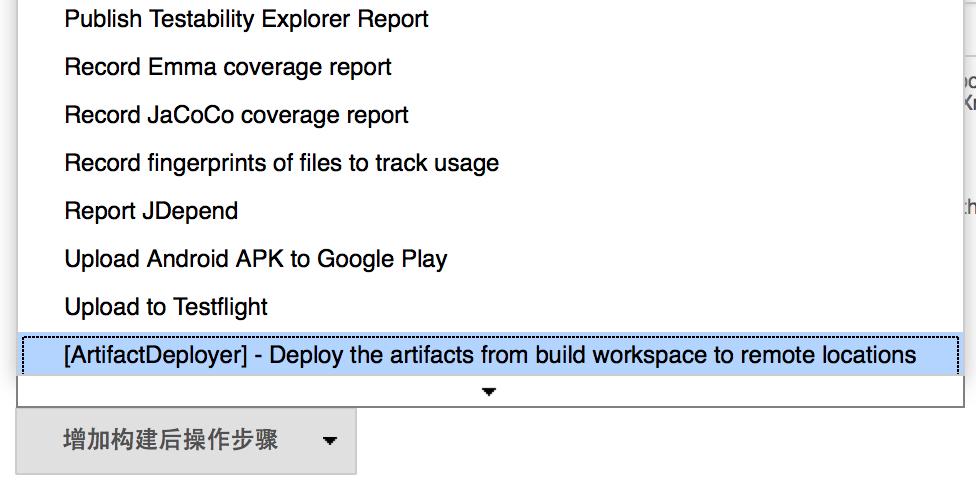 Publish Testability Explorer Report
Record Emma coverage report
Record JaCoCo coverage report
Record fingerprints of files to track usage
Report JDepend
Upload Android APK to Google Play
Upload to Testflight
[ArtifactDeployer] - Deploy the artifacts from build workspace to remote locations
增加构建后操作步骤